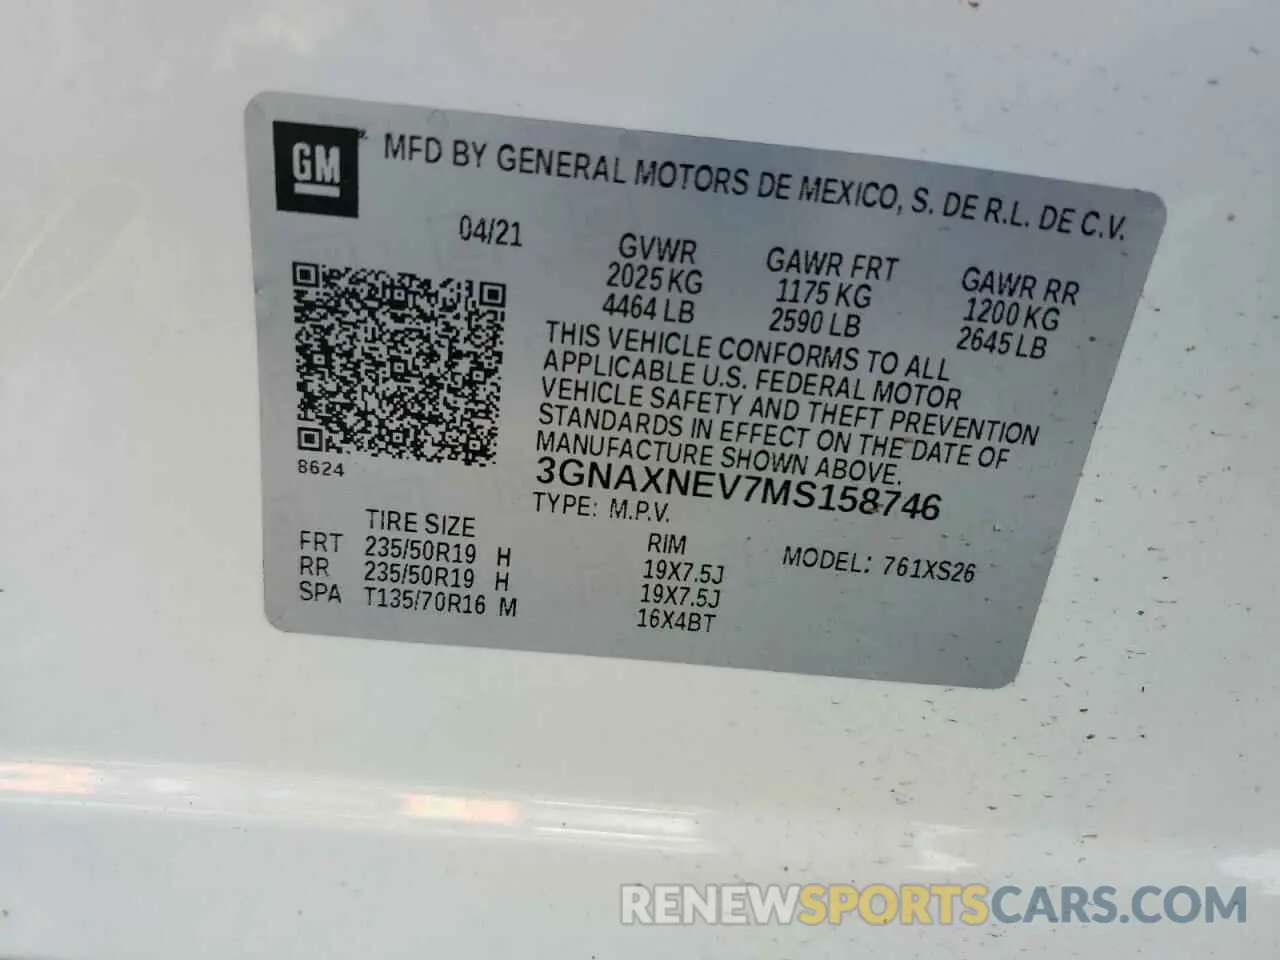 GM
MFD BY GENERAL MOTORS DE MEXICO, S. DE R.L. DE C.V.
04/21
GVWR GAWR FRT GAWR RR
2025 KG 1175 KG 1200 KG
4464 LB 2590 LB 2645 LB
THIS VEHICLE CONFORMS TO ALL
APPLICABLE U.S. FEDERAL MOTOR
VEHICLE SAFETY AND THEFT PREVENTION
STANDARDS IN EFFECT ON THE DATE OF
MANUFACTURE SHOWN ABOVE.
8624
3GNAXNEV7MS158746
TYPE: M.P.V.
TIRE SIZE RIM MODEL: 761XS26
FRT 235/50R19 H 19X7.5J
RR 235/50R19 H 19X7.5J
SPA T135/70R16 M 16X4BT
RENEWSPORTSCARS.COM